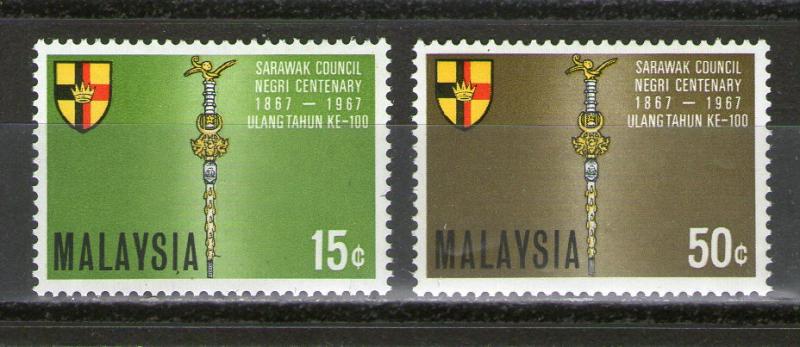 SARAWAK COUNCIL
NEGRI CENTENARY
1867 — 1967
ULANG TAHUN KE-100
MALAYSIA 15¢
SARAWAK COUNCIL
NEGRI CENTENARY
1867 — 1967
ULANG TAHUN KE-100
MALAYSIA 50¢